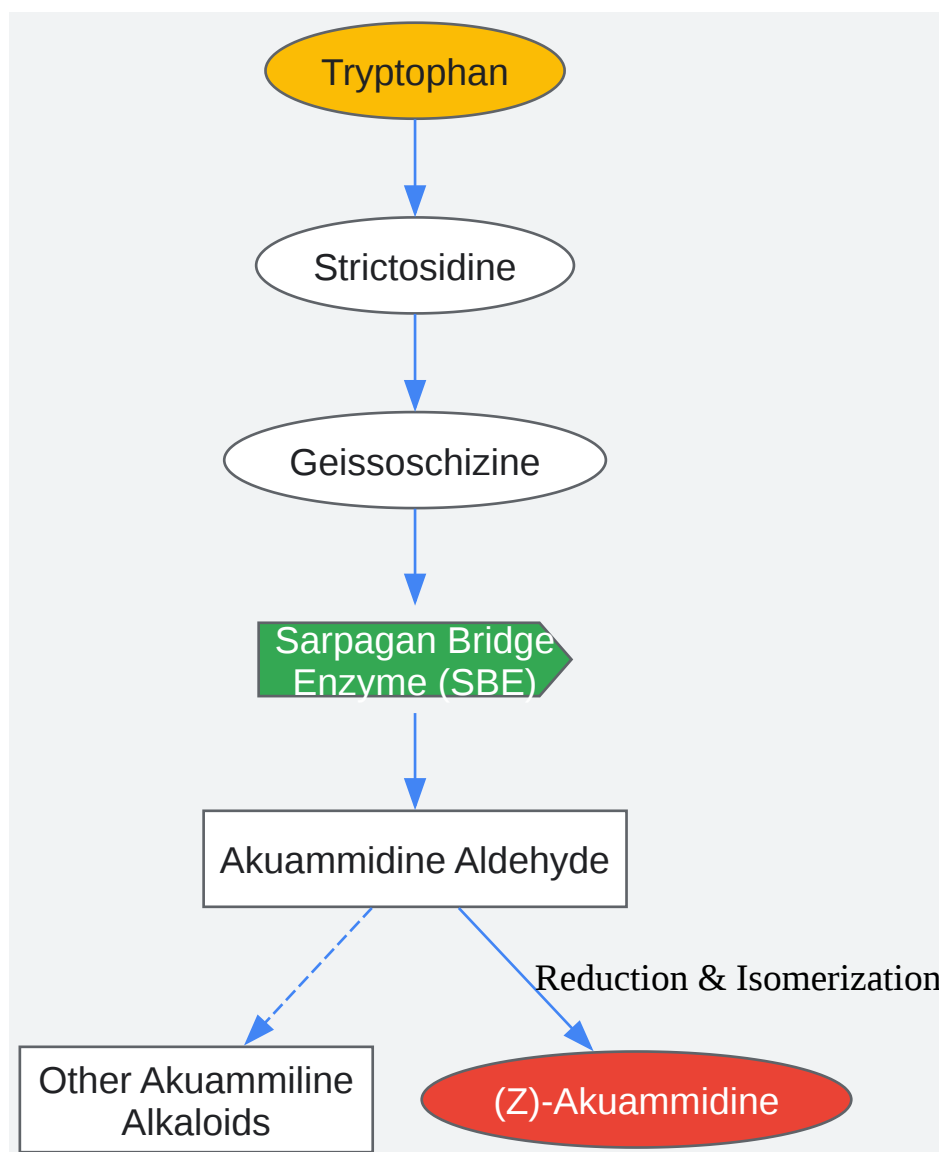 Tryptophan
Strictosidine
Geissoschizine
Sarpagan Bridge
Enzyme (SBE)
Akuammidine Aldehyde
Reduction & Isomerization
Other Akuammiline
Alkaloids
(Z)-Akuammidine